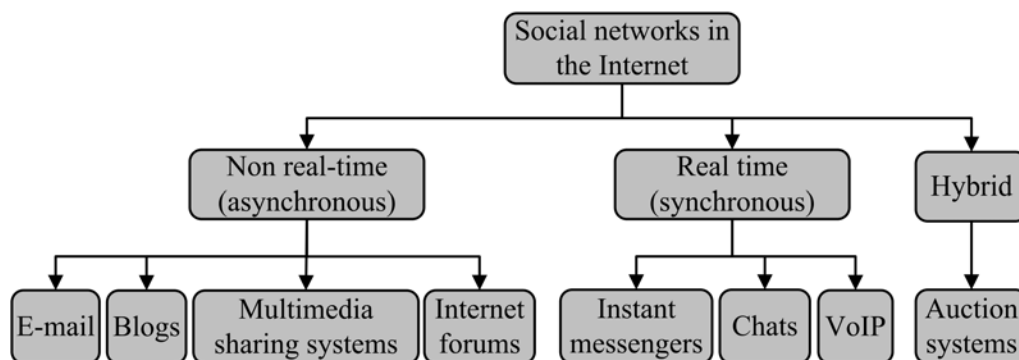 Social networks in
the Internet
Non real-time
(asynchronous)
Real time
(synchronous)
Hybrid
E-mail
Blogs
Multimedia
sharing systems
Internet
forums
Instant
messengers
Chats
VoIP
Auction
systems